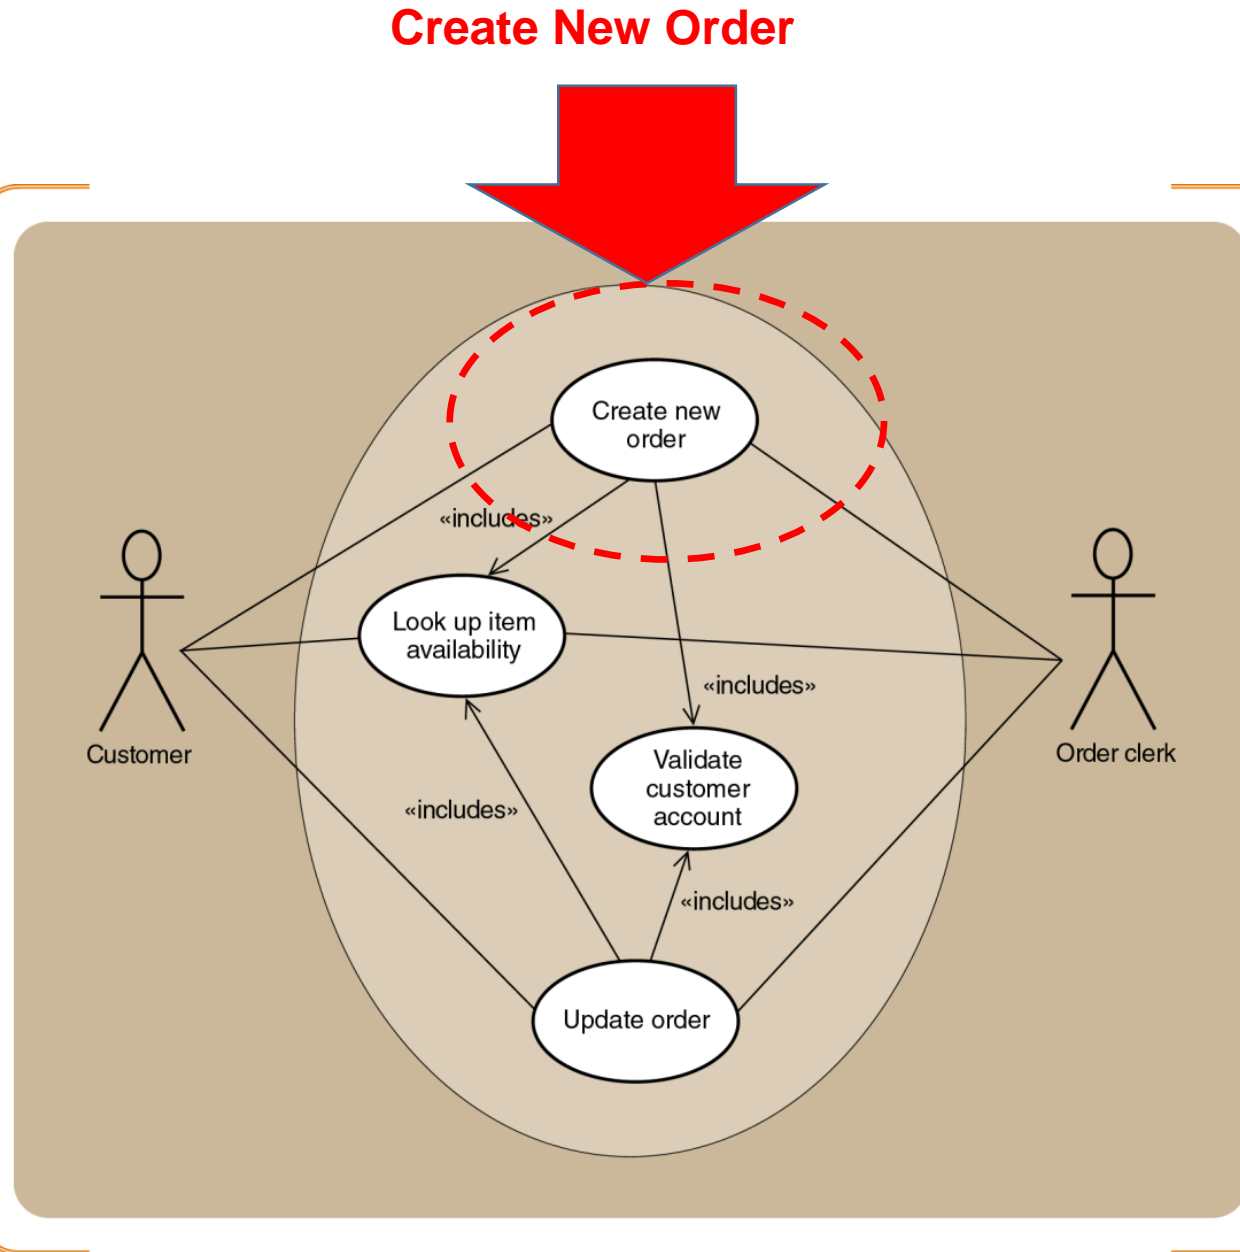 Create New Order
Create new
order
«includes»
Look up item
availability
«includes»
Customer
Order clerk
Validate
customer
account
«includes»
«includes»
Update order